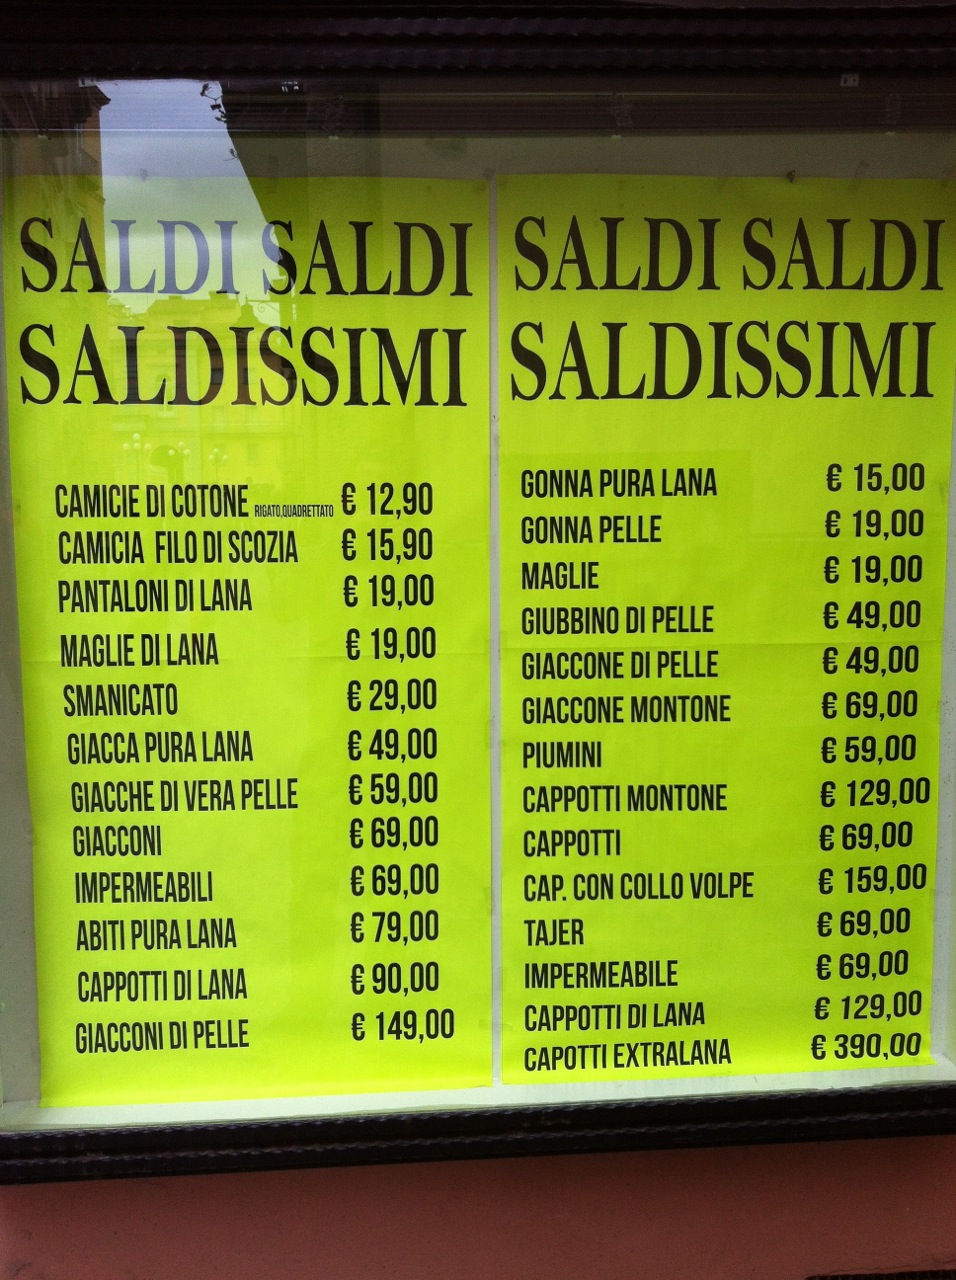 SALDI SALDI
SALDISSIMI
CAMICIE DI COTONE RIGATO,QUADRETTATO € 12,90
CAMICIA FILO DI SCOZIA € 15,90
PANTALONI DI LANA € 19,00
MAGLIE DI LANA € 19,00
SMANICATO € 29,00
GIACCA PURA LANA € 49,00
GIACCHE DI VERA PELLE € 59,00
GIACCONI € 69,00
IMPERMEABILI € 69,00
ABITI PURA LANA € 79,00
CAPPOTTI DI LANA € 90,00
GIACCONI DI PELLE € 149,00
SALDI SALDI
SALDISSIMI
GONNA PURA LANA € 15,00
GONNA PELLE € 19,00
MAGLIE € 19,00
GIUBBINO DI PELLE € 49,00
GIACCONE DI PELLE € 49,00
GIACCONE MONTONE € 69,00
PIUMINI € 59,00
CAPPOTTI MONTONE € 129,00
CAPPOTTI € 69,00
CAP. CON COLLO VOLPE € 159,00
TAJER € 69,00
IMPERMEABILE € 69,00
CAPPOTTI DI LANA € 129,00
CAPOTTI EXTRALANA € 390,00